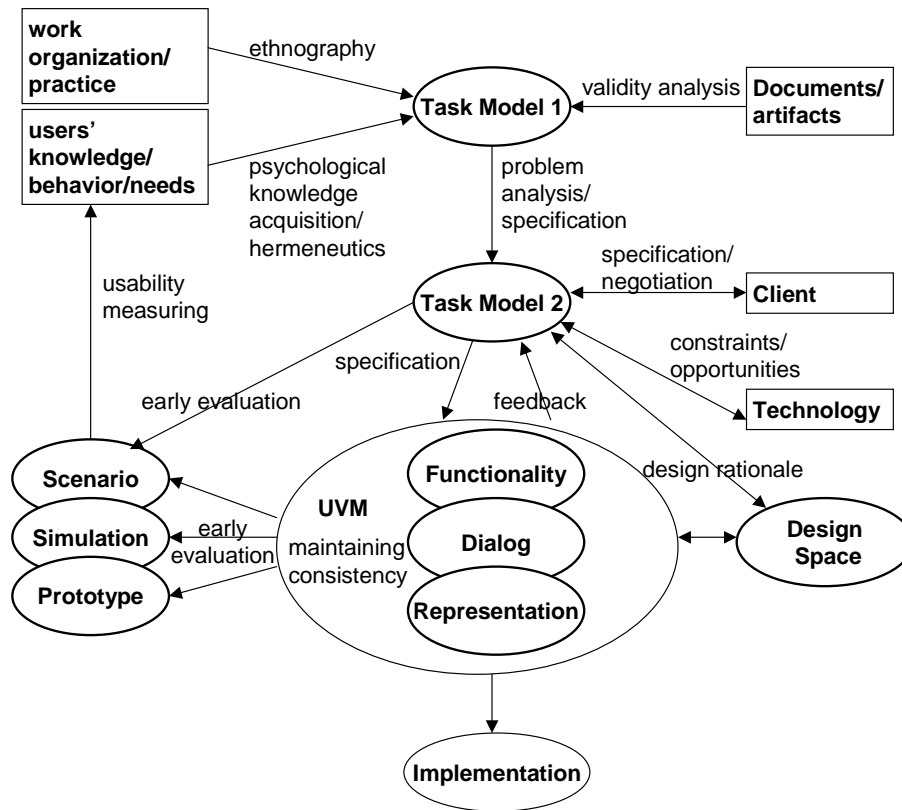 work
organization/
practice
ethnography
Task Model 1
validity analysis
Documents/
artifacts
users’
knowledge/
behavior/needs
psychological
knowledge
acquisition/
hermeneutics
problem
analysis/
specification
usability
measuring
Task Model 2
specification/
negotiation
Client
constraints/
opportunities
Technology
specification
early evaluation
feedback
design rationale
Scenario
Simulation
Prototype
early
evaluation
UVM
maintaining
consistency
Functionality
Dialog
Representation
Design
Space
Implementation